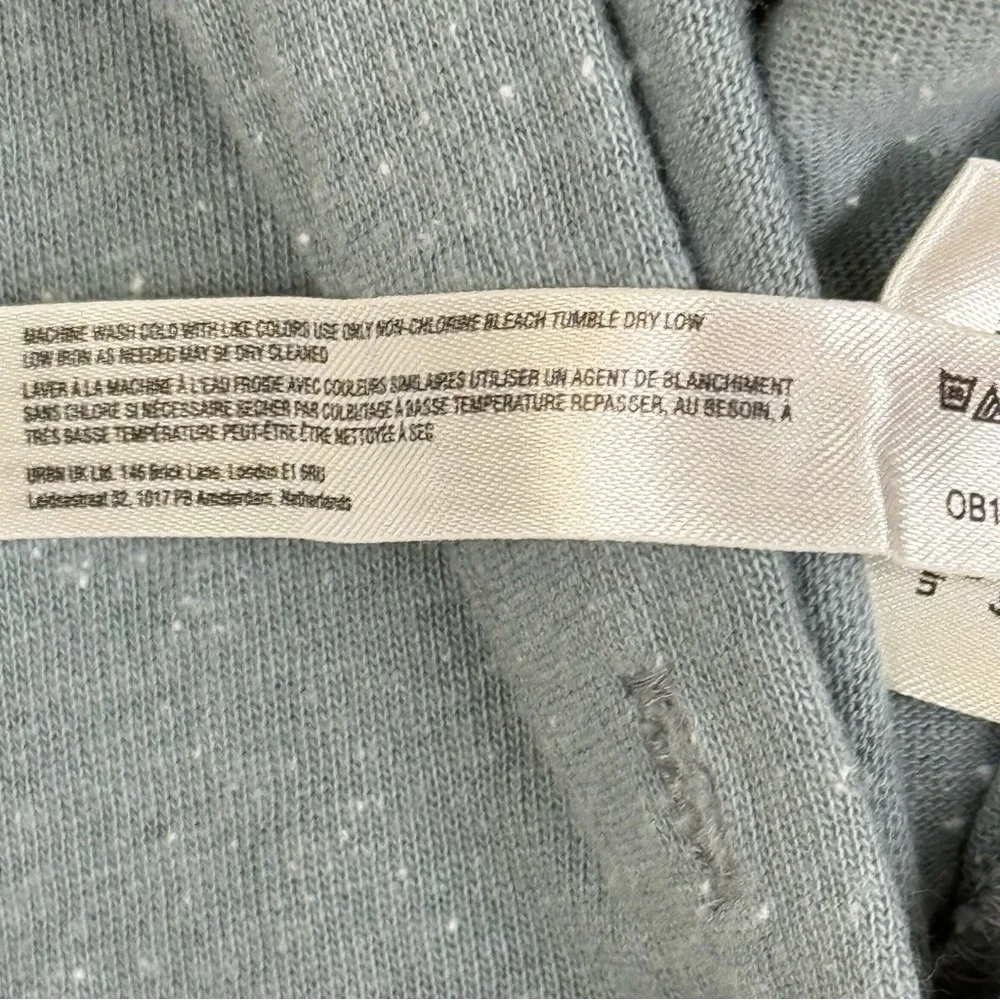 MACHINE WASH COLD WITH LIKE COLORS USE ONLY NON-CHLORINE BLEACH TUMBLE DRY LOW
LOW IRON AS NEEDED MAY BE DRY CLEANED
LAVER À LA MACHINE À L'EAU FROIDE AVEC COULEURS SIMILAIRES UTILISER UN AGENT DE BLANCHIMENT
SANS CHLORE SI NÉCESSAIRE SECHER PAR CULBUTAGE À BASSE TEMPERATURE REPASSER, AU BESOIN, A
TRÈS BASSE TEMPÉRATURE PEUT-ÊTRE ÊTRE NETTOYÉE À SEC
URBN UK Ltd. 146 Brick Lane, London E1 6RU
Leidsestraat 52, 1017 PB Amsterdam, Netherlands
OB1